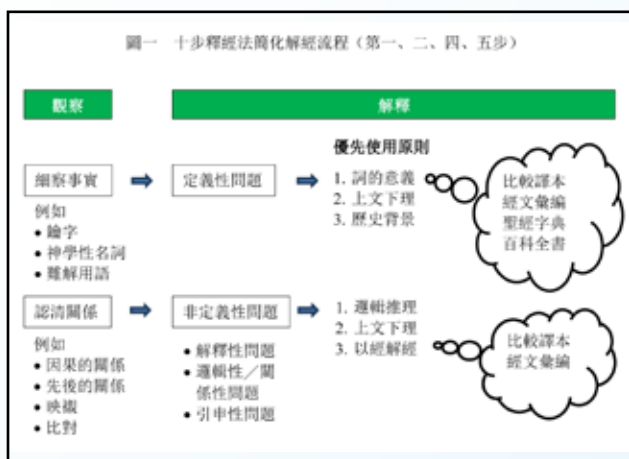 圖一 十步釋經法簡化解經流程（第一、二、四、五步）
觀察
解釋
優先使用原則
細察事實
定義性問題
1. 詞的意義
2. 上文下理
3. 歷史背景
比較譯本
經文彙編
聖經字典
百科全書
例如
• 鑰字
• 神學性名詞
• 難解用語
認清關係
非定義性問題
1. 邏輯推理
2. 上文下理
3. 以經解經
比較譯本
經文彙編
例如
• 因果的關係
• 先後的關係
• 映襯
• 比對
• 解釋性問題
• 邏輯性／關
係性問題
• 引申性問題